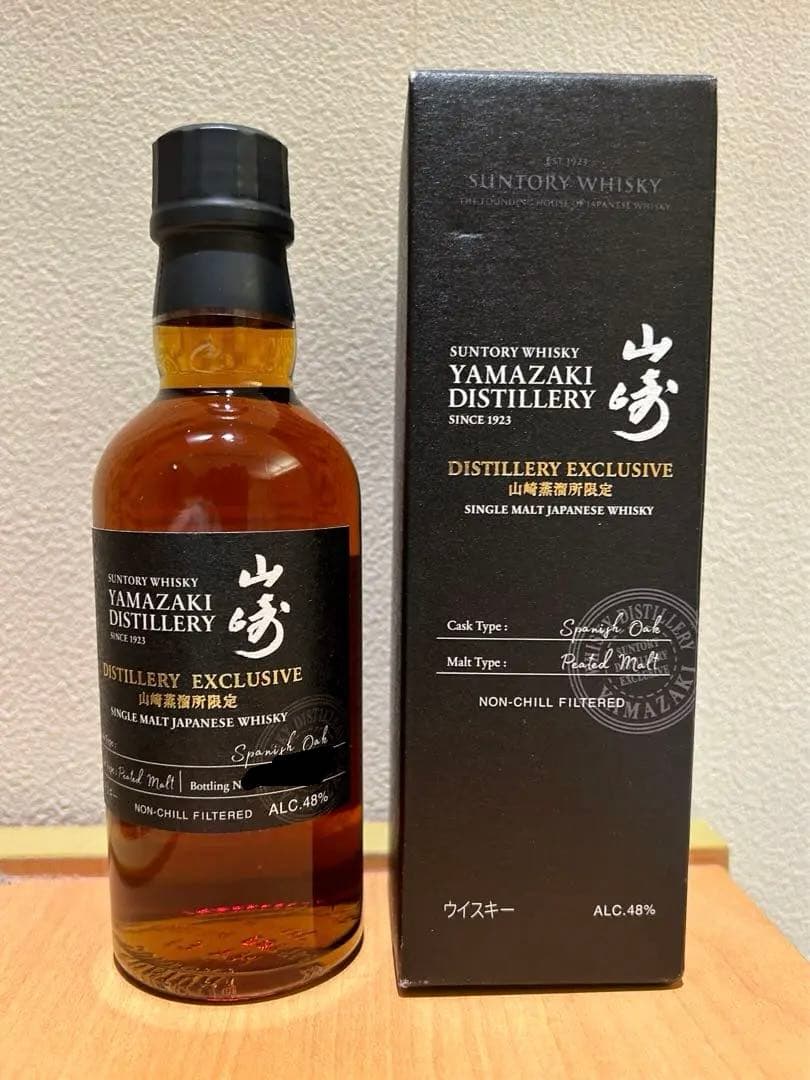 SUNTORY WHISKY
YAMAZAKI
DISTILLERY
SINCE 1923
山崎
DISTILLERY EXCLUSIVE
山崎蒸溜所限定
SINGLE MALT JAPANESE WHISKY
Spanish Oak
Peated Malt
Bottling N
NON-CHILL FILTERED
ALC.48%
EST 1923
SUNTORY WHISKY
THE FOUNDING HOUSE OF JAPANESE WHISKY
SUNTORY WHISKY
YAMAZAKI
DISTILLERY
SINCE 1923
山崎
DISTILLERY EXCLUSIVE
山崎蒸溜所限定
SINGLE MALT JAPANESE WHISKY
Cask Type : Spanish Oak
Malt Type : Peated Malt
YAMAZAKI
WHISKY DISTILLERY
SUNTORY
DISTILLERY
EXCLUSIVE
NON-CHILL FILTERED
ウイスキー
ALC.48%